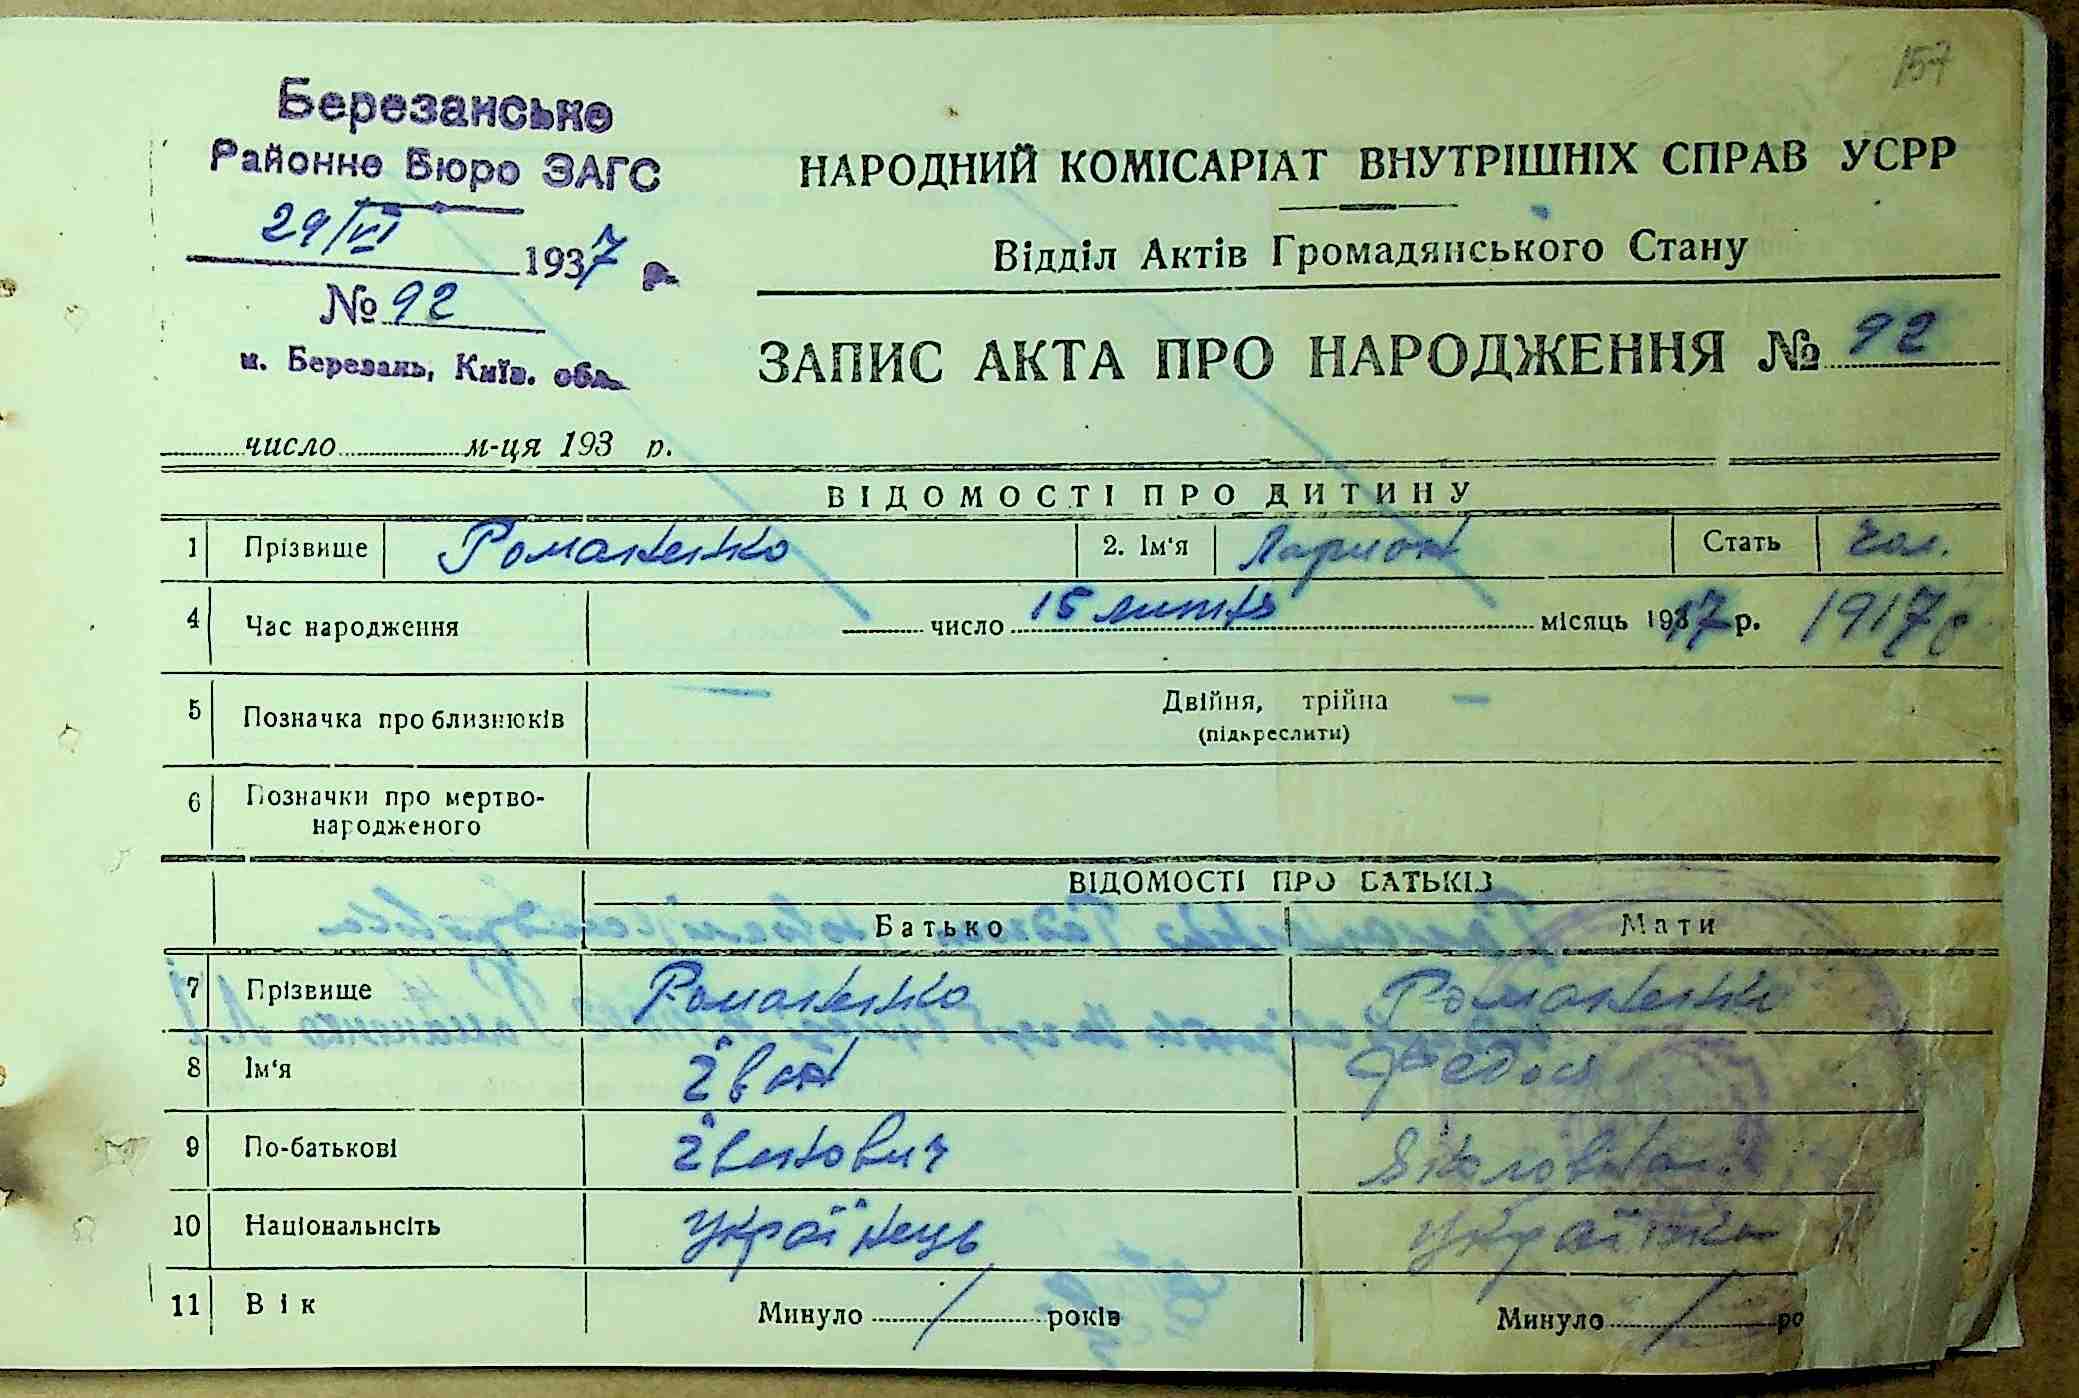 157
Березанське
Районне Бюро ЗАГС
29/VI 1937 р.
№ 92
м. Березань, Київ. обл.
НАРОДНИЙ КОМІСАРІАТ ВНУТРІШНІХ СПРАВ УСРР
Відділ Актів Громадянського Стану
ЗАПИС АКТА ПРО НАРОДЖЕННЯ № 92
число м-ця 193 р.
ВІДОМОСТІ ПРО ДИТИНУ
1 Прізвище Романенко 2. Ім'я Ларион Стать чол.
4 Час народження число 15 лютня місяць 1917 р. 1917 р
5 Позначка про близнюків Двійня, трійна
(підкреслити)
6 Позначки про мертво-
народженого
ВІДОМОСТІ ПРО БАТЬКІВ
Батько Мати
7 Прізвище Романенко Романенко
8 Ім'я Іван Федося
9 По-батькові Іванович
10 Національнсіть Українець Українка
11 Вік Минуло / років Минуло / ро